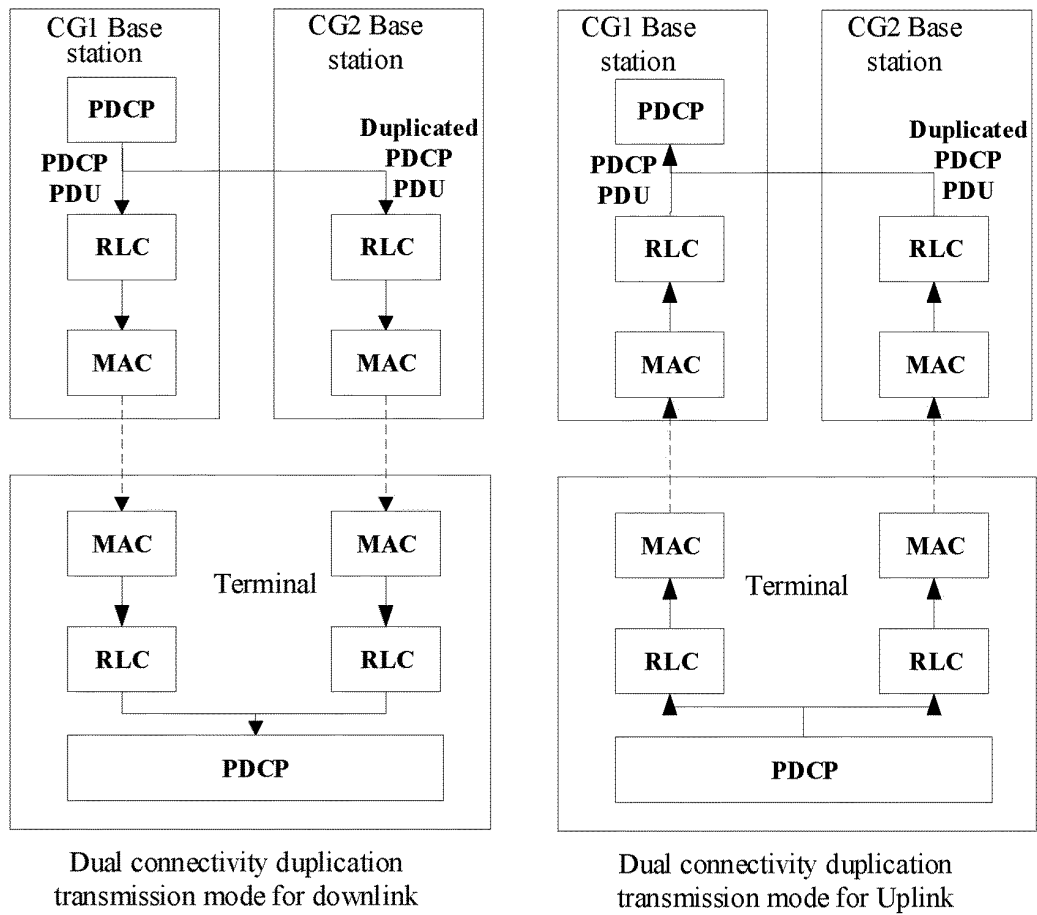 CG1 Base
station
CG2 Base
station
PDCP
Duplicated
PDCP
PDU
PDCP
PDU
RLC
RLC
MAC
MAC
MAC
MAC
Terminal
RLC
RLC
PDCP
Dual connectivity duplication
transmission mode for downlink
CG1 Base
station
CG2 Base
station
PDCP
Duplicated
PDCP
PDU
PDCP
PDU
RLC
RLC
MAC
MAC
MAC
MAC
Terminal
RLC
RLC
PDCP
Dual connectivity duplication
transmission mode for Uplink